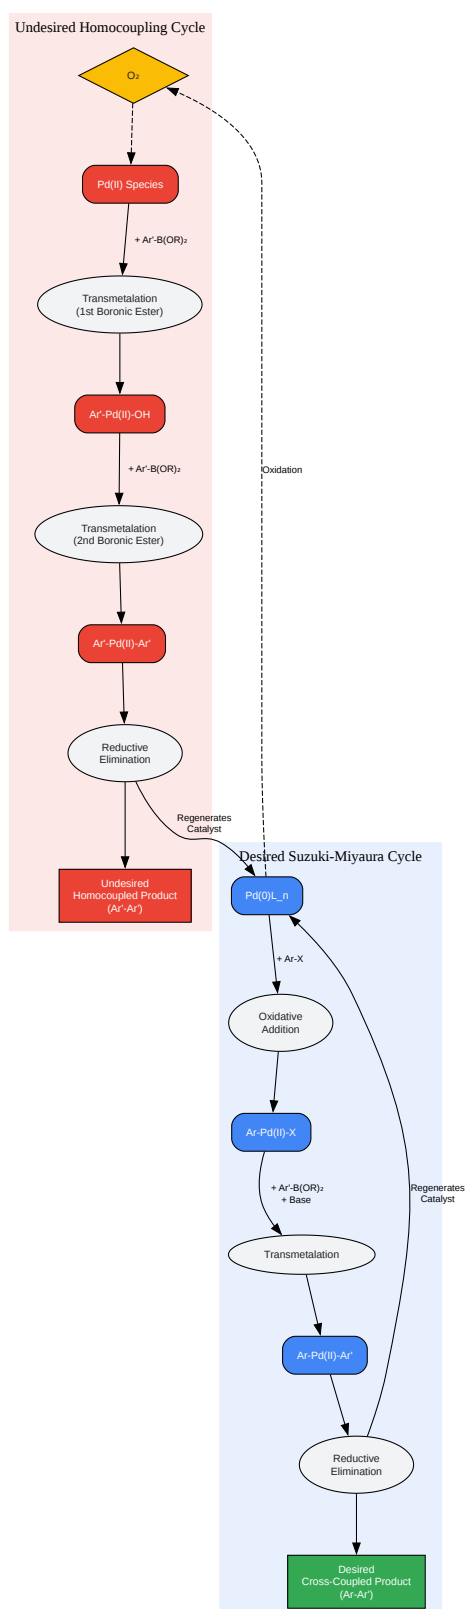 Undesired Homocoupling Cycle
O₂
Pd(II) Species
+ Ar'-B(OR)₂
Transmetalation
(1st Boronic Ester)
Ar'-Pd(II)-OH
+ Ar'-B(OR)₂
Oxidation
Transmetalation
(2nd Boronic Ester)
Ar'-Pd(II)-Ar'
Reductive
Elimination
Regenerates
Catalyst
Undesired
Homocoupled Product
(Ar'-Ar')
Desired Suzuki-Miyaura Cycle
Pd(0)L_n
+ Ar-X
Oxidative
Addition
Ar-Pd(II)-X
+ Ar'-B(OR)₂
+ Base
Regenerates
Catalyst
Transmetalation
Ar-Pd(II)-Ar'
Reductive
Elimination
Desired
Cross-Coupled Product
(Ar-Ar')